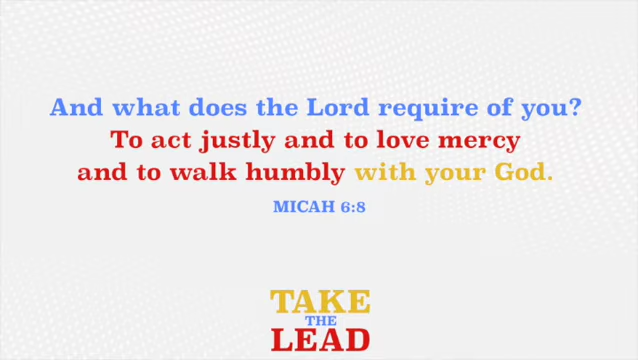 And what does the Lord require of you?
To act justly and to love mercy
and to walk humbly with your God.
MICAH 6:8
TAKE
THE
LEAD